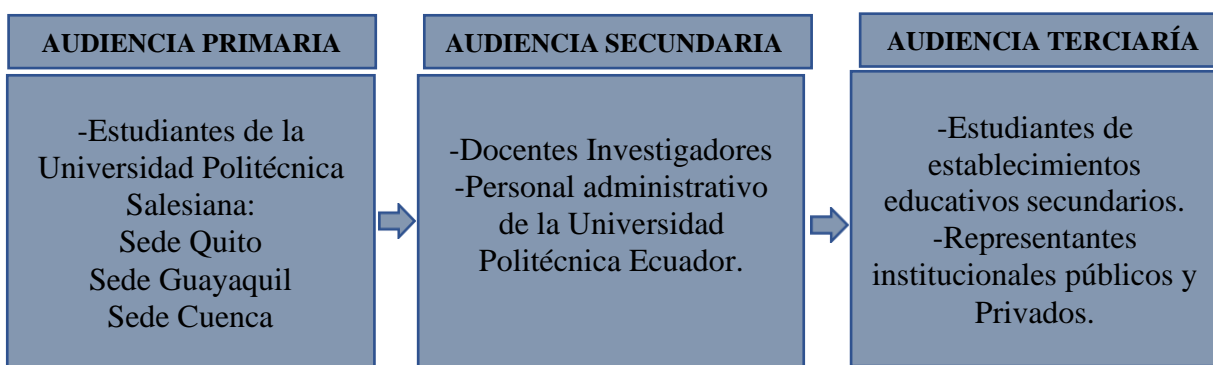 AUDIENCIA PRIMARIA
-Estudiantes de la
Universidad Politécnica
Salesiana:
Sede Quito
Sede Guayaquil
Sede Cuenca
AUDIENCIA SECUNDARIA
-Docentes Investigadores
-Personal administrativo
de la Universidad
Politécnica Ecuador.
AUDIENCIA TERCIARÍA
-Estudiantes de
establecimientos
educativos secundarios.
-Representantes
institucionales públicos y
Privados.